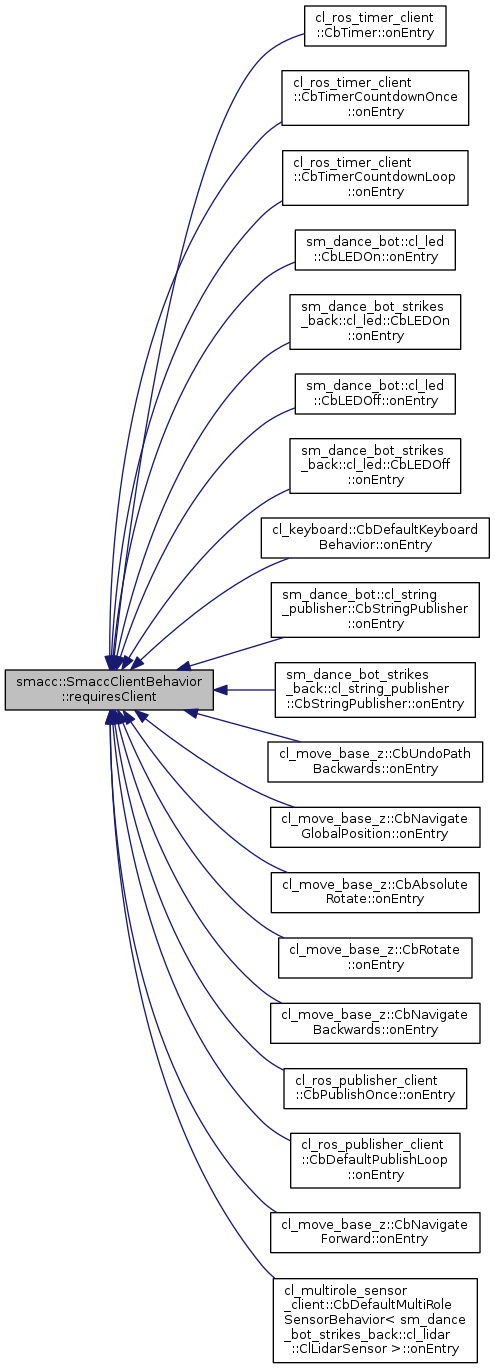 cl_ros_timer_client
::CbTimer::onEntry
cl_ros_timer_client
::CbTimerCountdownOnce
::onEntry
cl_ros_timer_client
::CbTimerCountdownLoop
::onEntry
sm_dance_bot::cl_led
::CbLEDOn::onEntry
sm_dance_bot_strikes
_back::cl_led::CbLEDOn
::onEntry
sm_dance_bot::cl_led
::CbLEDOff::onEntry
sm_dance_bot_strikes
_back::cl_led::CbLEDOff
::onEntry
cl_keyboard::CbDefaultKeyboard
Behavior::onEntry
sm_dance_bot::cl_string
_publisher::CbStringPublisher
::onEntry
smacc::SmaccClientBehavior
::requiresClient
sm_dance_bot_strikes
_back::cl_string_publisher
::CbStringPublisher::onEntry
cl_move_base_z::CbUndoPath
Backwards::onEntry
cl_move_base_z::CbNavigate
GlobalPosition::onEntry
cl_move_base_z::CbAbsolute
Rotate::onEntry
cl_move_base_z::CbRotate
::onEntry
cl_move_base_z::CbNavigate
Backwards::onEntry
cl_ros_publisher_client
::CbPublishOnce::onEntry
cl_ros_publisher_client
::CbDefaultPublishLoop
::onEntry
cl_move_base_z::CbNavigate
Forward::onEntry
cl_multirole_sensor
_client::CbDefaultMultiRole
SensorBehavior< sm_dance
_bot_strikes_back::cl_lidar
::ClLidarSensor >::onEntry